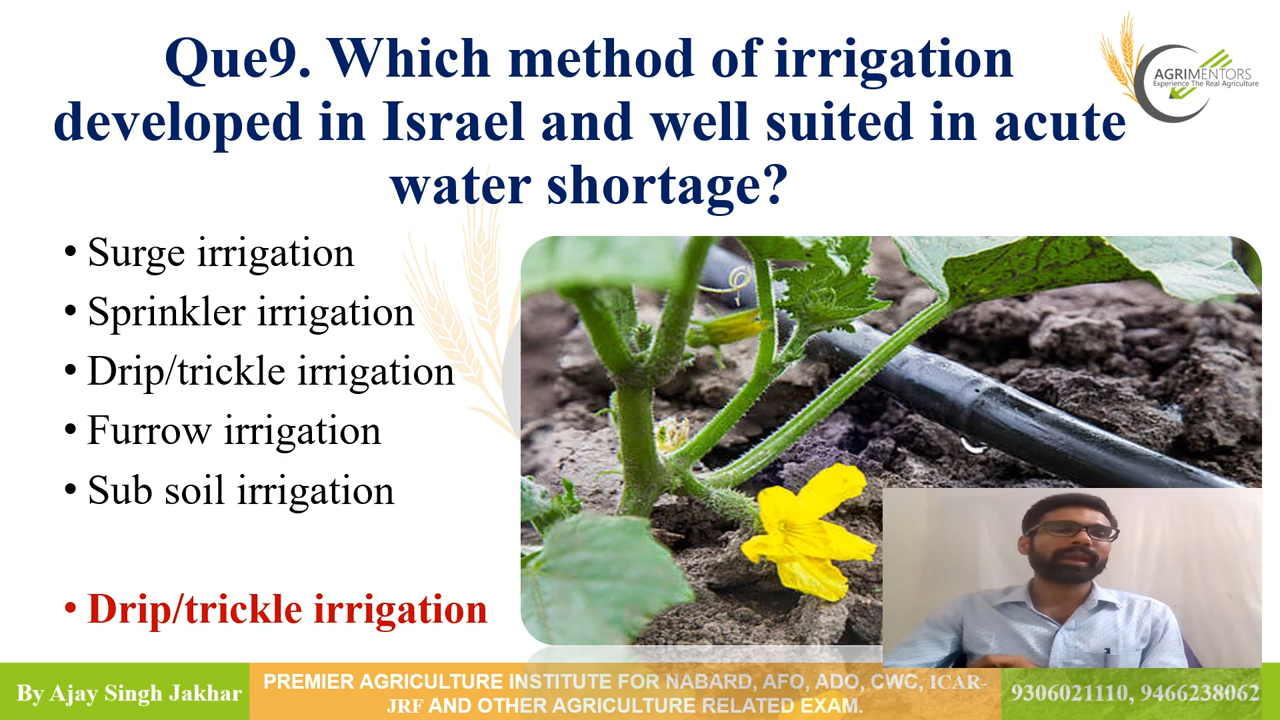 Que9. Which method of irrigation
developed in Israel and well suited in acute
water shortage?
AGRIMENTORS
Experience The Real Agriculture
• Surge irrigation
• Sprinkler irrigation
• Drip/trickle irrigation
• Furrow irrigation
• Sub soil irrigation
• Drip/trickle irrigation
By Ajay Singh Jakhar
PREMIER AGRICULTURE INSTITUTE FOR NABARD, AFO, ADO, CWC, ICAR-
JRF AND OTHER AGRICULTURE RELATED EXAM.
9306021110, 9466238062